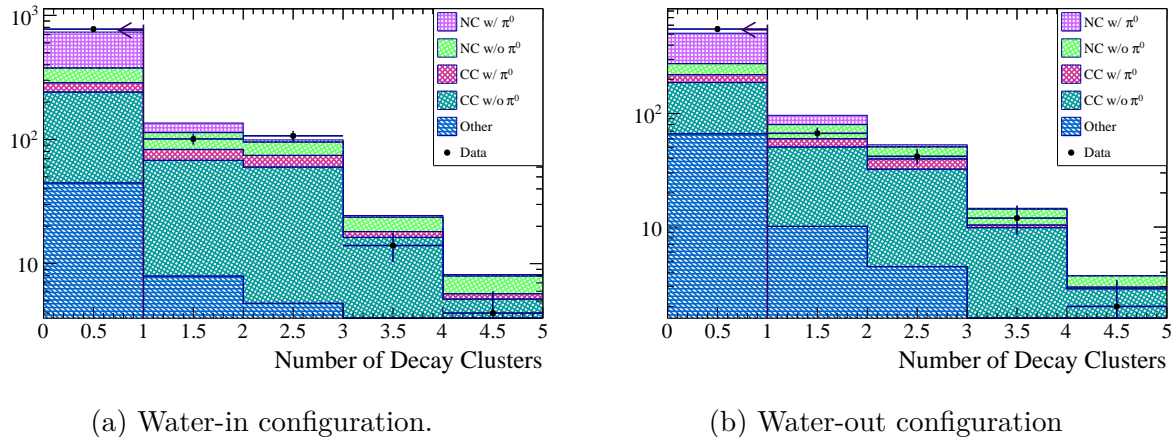 10³
10²
10
0 0.5 1 1.5 2 2.5 3 3.5 4 4.5 5
Number of Decay Clusters
NC w/ π⁰
NC w/o π⁰
CC w/ π⁰
CC w/o π⁰
Other
Data
(a) Water-in configuration.
10²
10
0 0.5 1 1.5 2 2.5 3 3.5 4 4.5 5
Number of Decay Clusters
NC w/ π⁰
NC w/o π⁰
CC w/ π⁰
CC w/o π⁰
Other
Data
(b) Water-out configuration